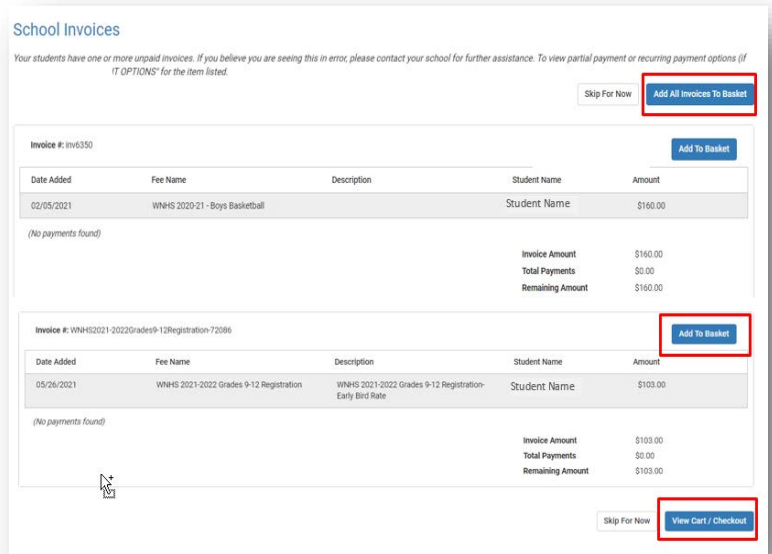 School Invoices
Your students have one or more unpaid invoices. If you believe you are seeing this in error, please contact your school for further assistance. To view partial payment or recurring payment options (if
IT OPTIONS" for the item listed.
Skip For Now Add All Invoices To Basket
Invoice #: inv6350 Add To Basket
Date Added Fee Name Description Student Name Amount
02/05/2021 WNHS 2020-21 - Boys Basketball Student Name $160.00
(No payments found)
Invoice Amount $160.00
Total Payments $0.00
Remaining Amount $160.00
Invoice #: WNHS2021-2022Grades9-12Registration-72086 Add To Basket
Date Added Fee Name Description Student Name Amount
05/26/2021 WNHS 2021-2022 Grades 9-12 Registration WNHS 2021-2022 Grades 9-12 Registration- Student Name $103.00
Early Bird Rate
(No payments found)
Invoice Amount $103.00
Total Payments $0.00
Remaining Amount $103.00
Skip For Now View Cart / Checkout